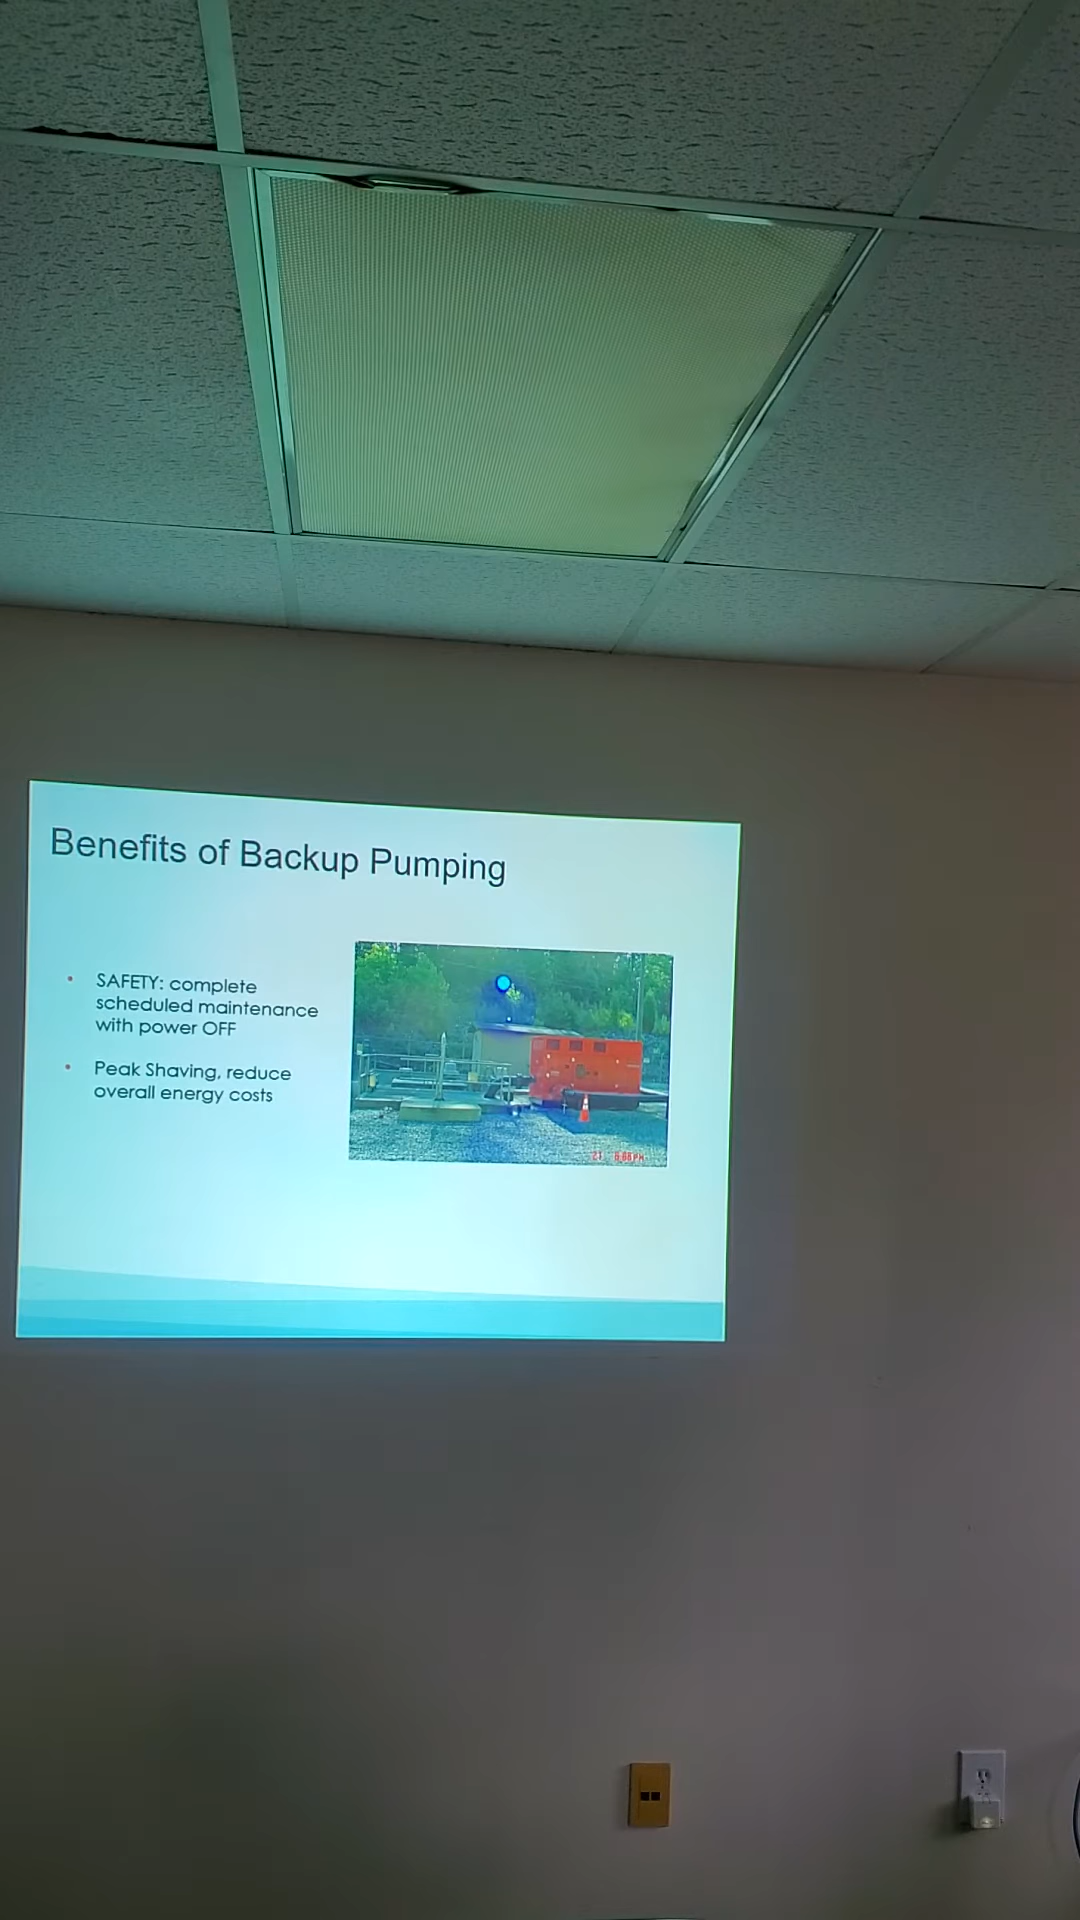 Benefits of Backup Pumping
• SAFETY: complete
scheduled maintenance
with power OFF
• Peak Shaving, reduce
overall energy costs